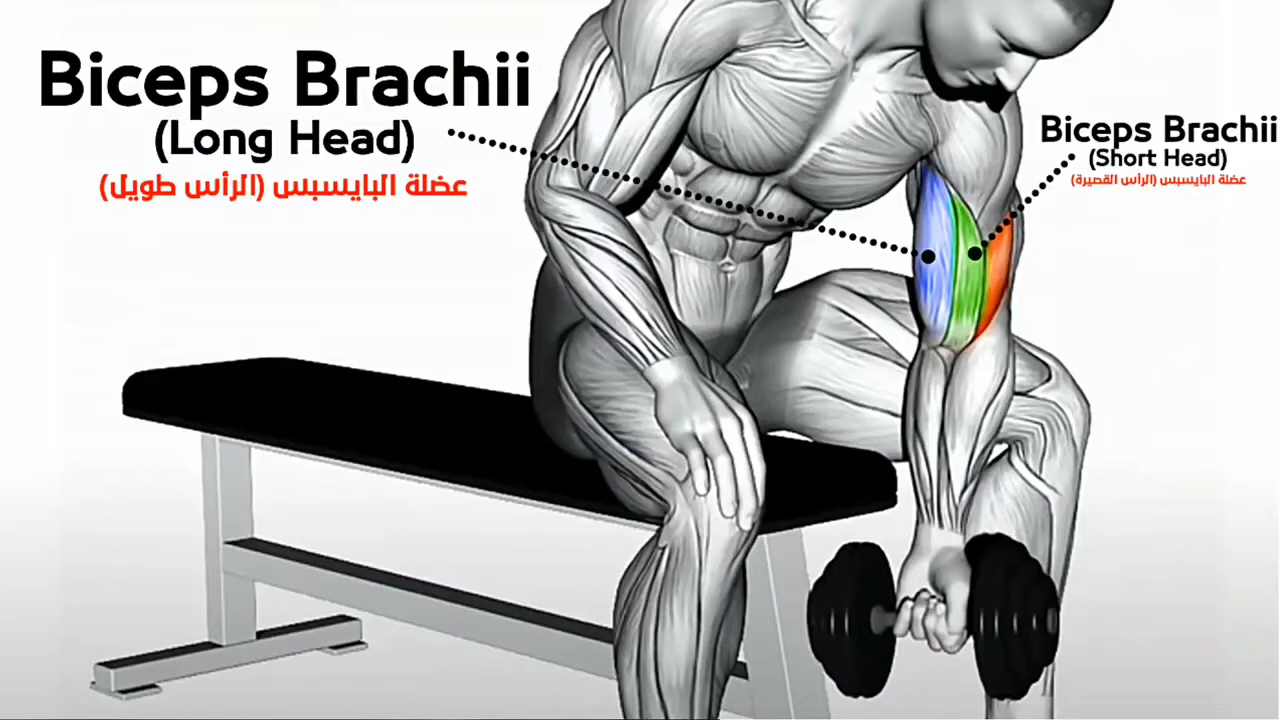 Biceps Brachii
(Long Head)
عضلة البايسبس (الرأس طويل)
Biceps Brachii
(Short Head)
عضلة البايسبس (الرأس القصيرة)